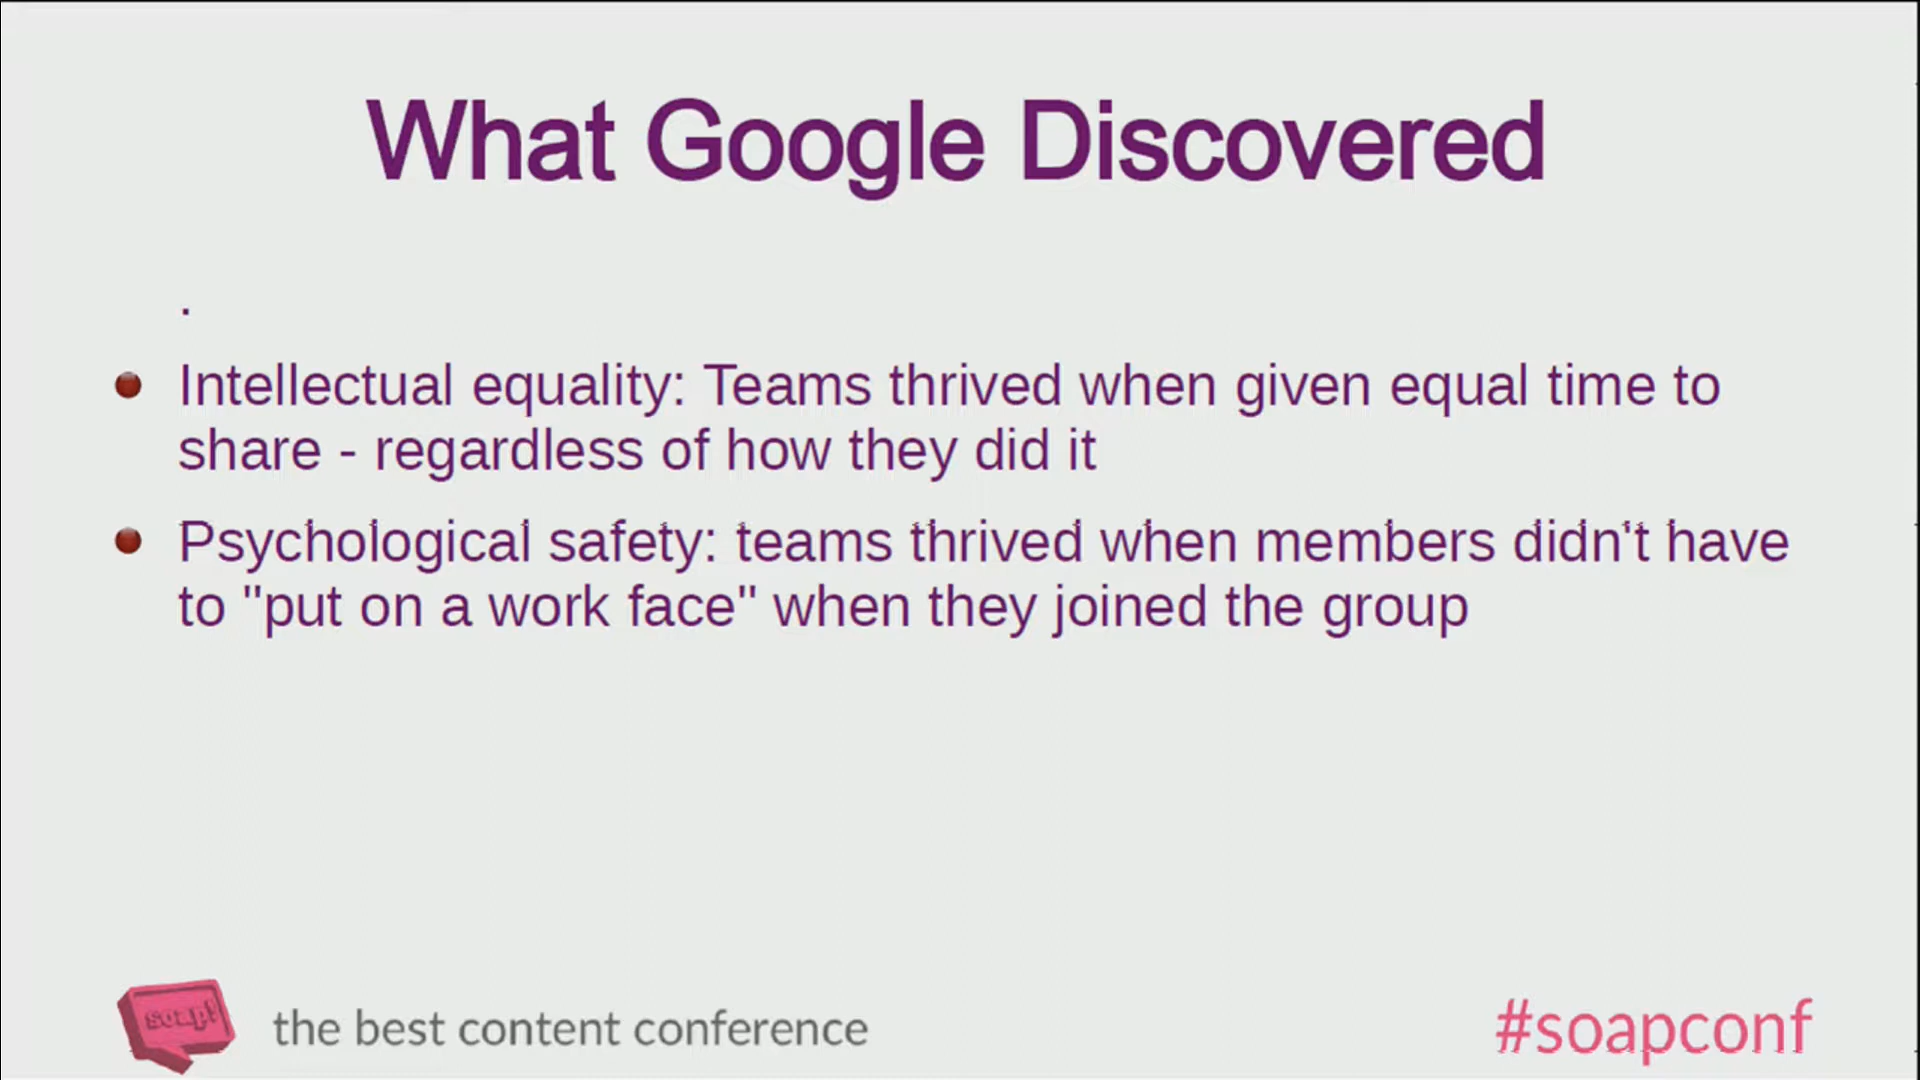 What Google Discovered
.
Intellectual equality: Teams thrived when given equal time to
share - regardless of how they did it
Psychological safety: teams thrived when members didn't have
to "put on a work face" when they joined the group
soap!
the best content conference
#soapconf